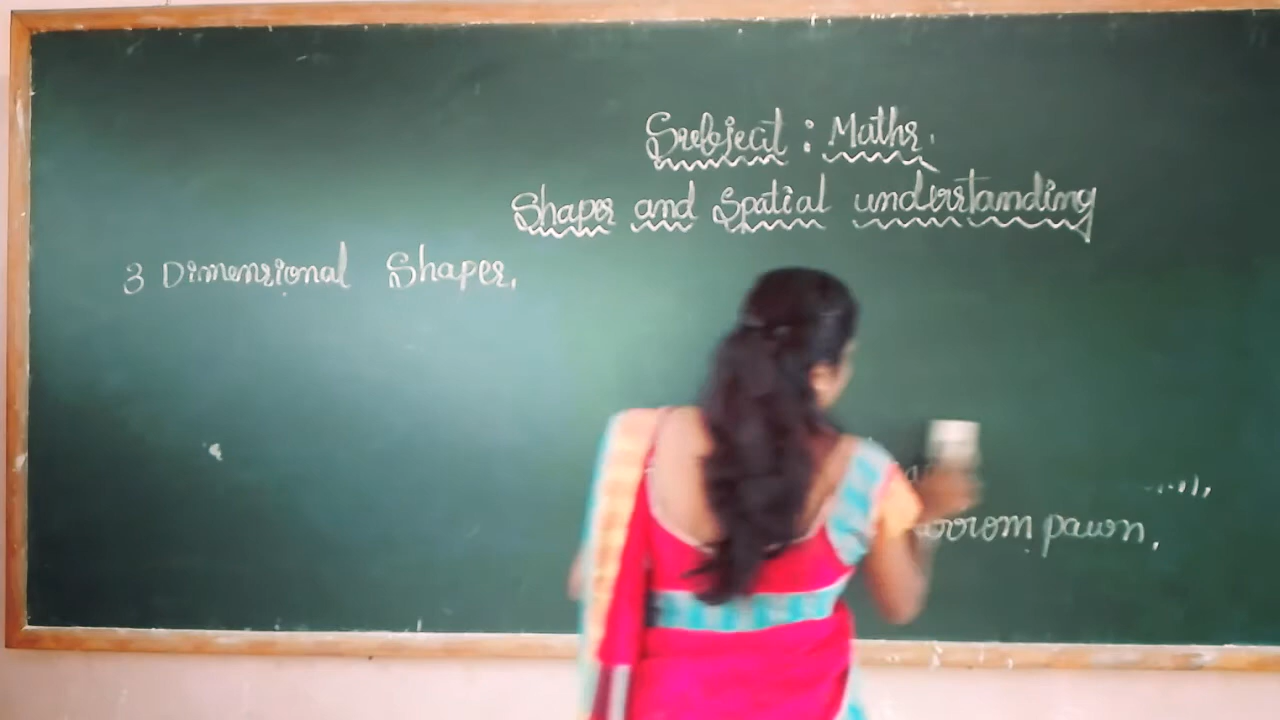 Subject : Maths.
Shapes and Spatial understanding
3 Dimensional Shapes.
pawn.